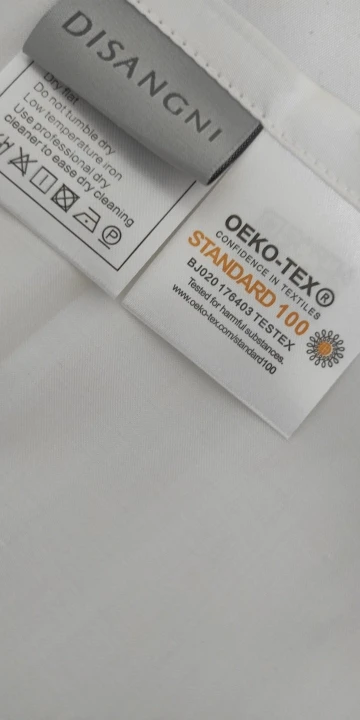 DISANGNI
Dry flat
Do not tumble dry
Low temperature iron
Use professional dry
cleaner to ease dry cleaning
P
OEKO-TEX®
CONFIDENCE IN TEXTILES
STANDARD 100
BJ020 176403 TESTEX
Tested for harmful substances.
www.oeko-tex.com/standard100